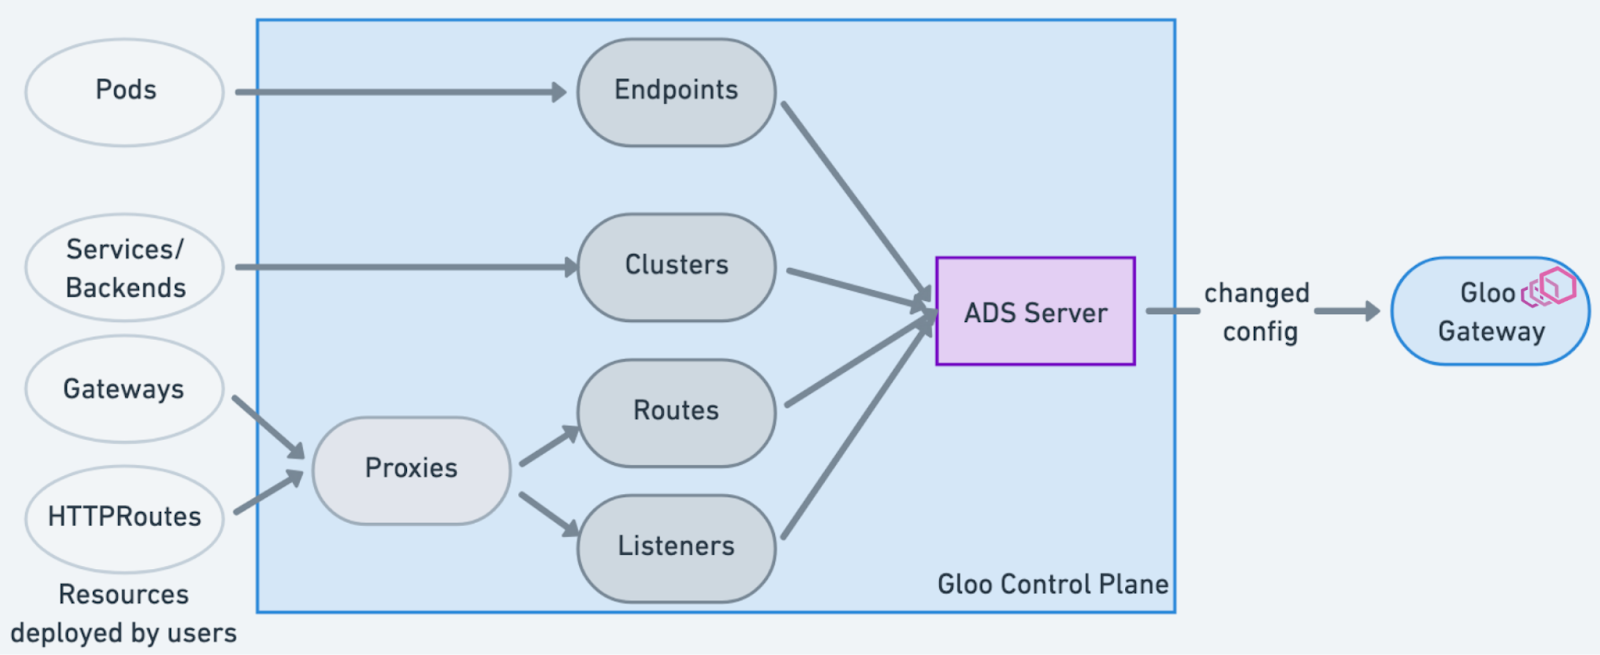 Pods
Endpoints
Services/
Backends
Clusters
Gateways
HTTPRoutes
Proxies
Routes
Listeners
ADS Server
changed
config
Gloo
Gateway
Gloo Control Plane
Resources
deployed by users